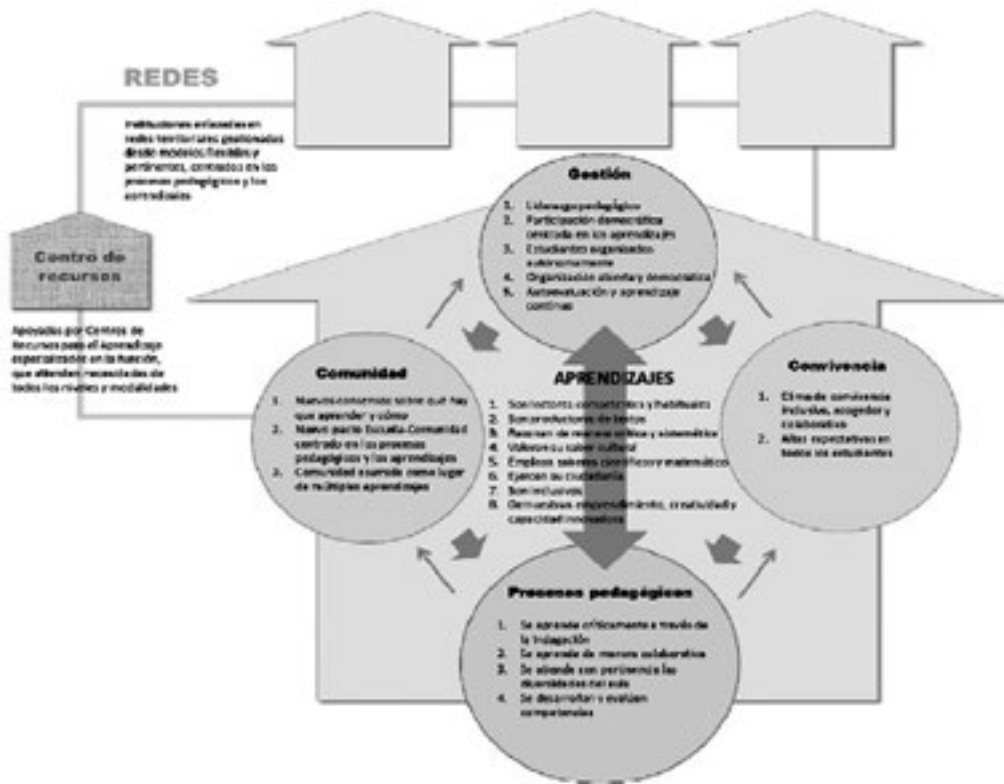 REDES
Instituciones enlazadas en
redes territoriales gestionadas
desde modelos flexibles y
pertinentes, centrados en los
procesos pedagógicos y los
aprendizajes
Centro de
recursos
Apoyadas por Centros de
Recursos para el Aprendizaje
especializados en la función,
que atienden necesidades de
todos los niveles y modalidades
Gestión
1. Liderazgo pedagógico
2. Participación democrática
centrada en los aprendizajes
3. Estudiantes organizados
autónomamente
4. Organización abierta y democrática
5. Autoevaluación y aprendizaje
continuo
Comunidad
1. Nuevos consensos sobre qué hay
que aprender y cómo
2. Nuevo pacto Escuela-Comunidad
centrado en los procesos
pedagógicos y los aprendizajes
3. Comunidad asumida como lugar
de múltiples aprendizajes
APRENDIZAJES
1. Son lectores competentes y habituales
2. Son productores de textos
3. Razonan de manera crítica y sistemática
4. Valoran su saber cultural
5. Emplean saberes científicos y matemáticos
6. Ejercen su ciudadanía
7. Son inclusivos
8. Demuestran emprendimiento, creatividad y
capacidad innovadora
Convivencia
1. Clima de convivencia
inclusivo, acogedor y
colaborativo
2. Altas expectativas en
todos los estudiantes
Procesos pedagógicos
1. Se aprende críticamente a través de
la indagación
2. Se aprende de manera colaborativa
3. Se atiende con pertinencia las
diversidades del aula
4. Se desarrollan y evalúan
competencias